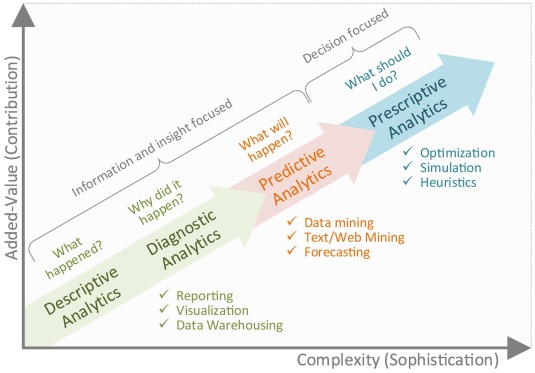 Added-Value (Contribution)
Information and insight focused
Decision focused
What
happened?
Why did it
happen?
What will
happen?
What should
I do?
Descriptive
Analytics
Diagnostic
Analytics
Predictive
Analytics
Prescriptive
Analytics
✓ Reporting
✓ Visualization
✓ Data Warehousing
✓ Data mining
✓ Text/Web Mining
✓ Forecasting
✓ Optimization
✓ Simulation
✓ Heuristics
Complexity (Sophistication)